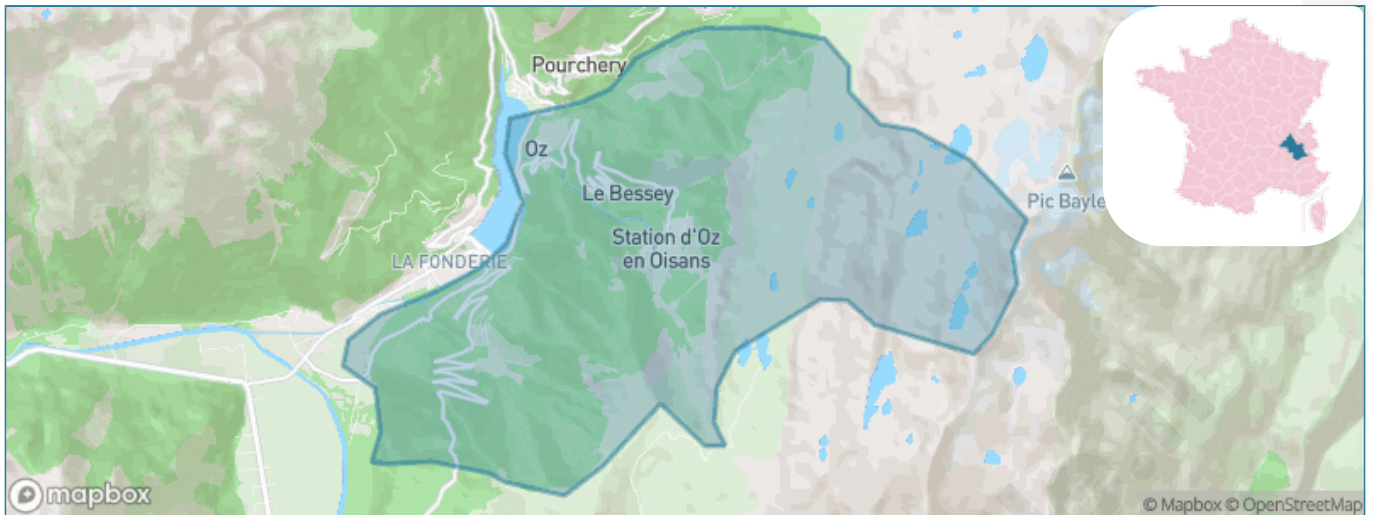 Pourchery
Oz
Le Bessey
Pic Bayle
Station d'Oz
en Oisans
LA FONDERIE
mapbox
© Mapbox © OpenStreetMap